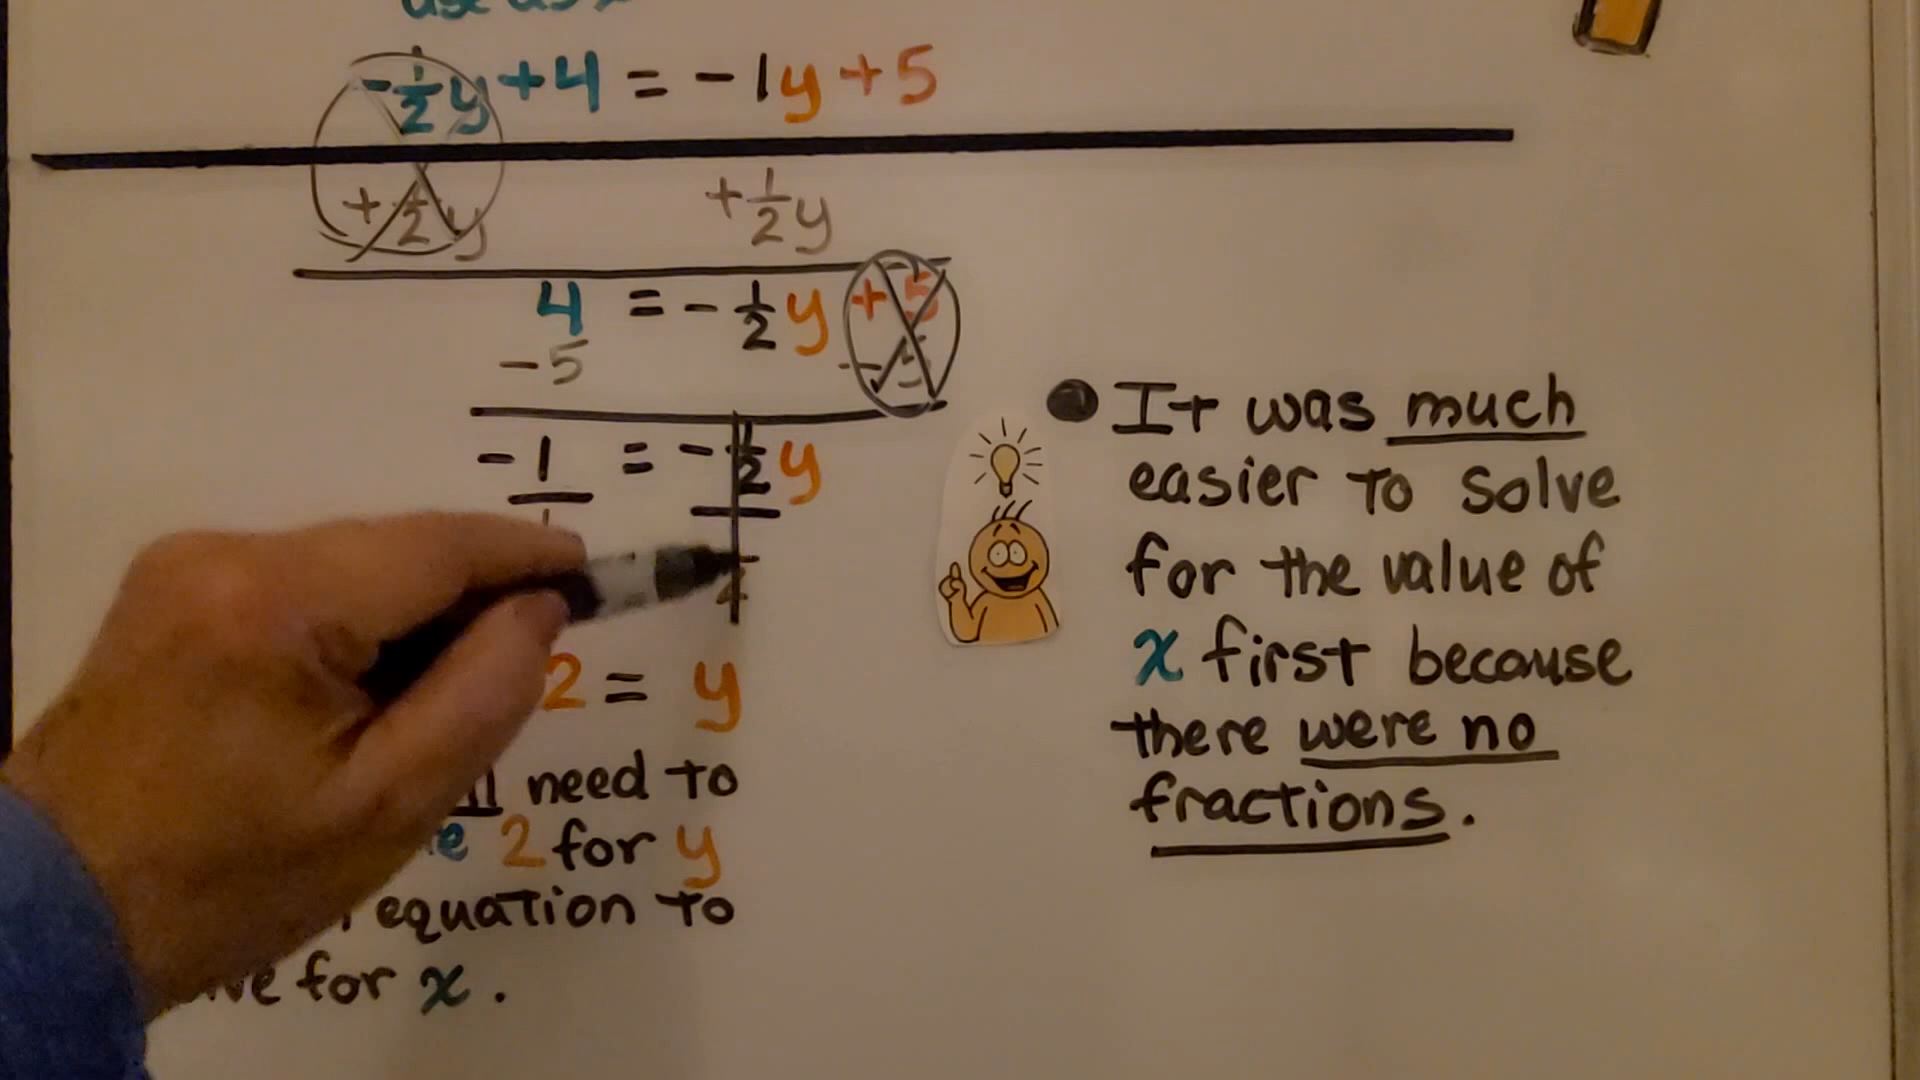 -½y+4 = -1y+5
+½y +½y
4 = -½y +5
-5 -5
-1 = -½y
2 = y
need to
2 for y
equation to
for x.
It was much
easier to solve
for the value of
x first because
there were no
fractions.